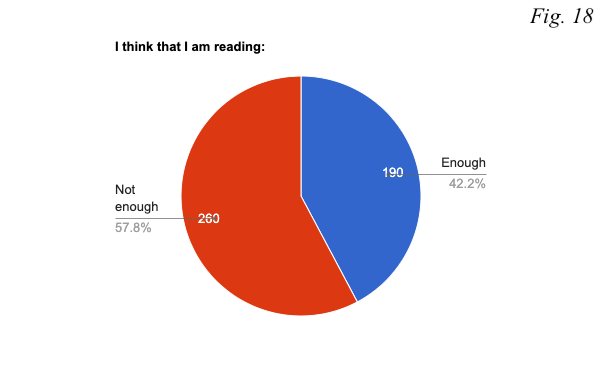 Fig. 18
I think that I am reading:
190
Enough
42.2%
Not
enough
57.8%
260